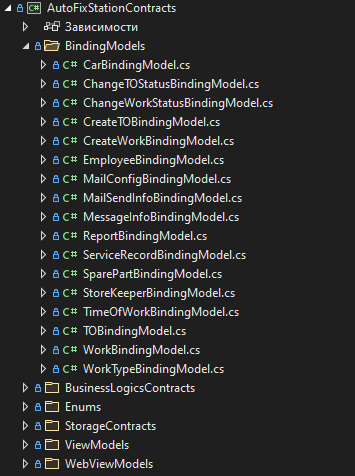 C# AutoFixStationContracts
Зависимости
BindingModels
C# CarBindingModel.cs
C# ChangeTOStatusBindingModel.cs
C# ChangeWorkStatusBindingModel.cs
C# CreateTOBindingModel.cs
C# CreateWorkBindingModel.cs
C# EmployeeBindingModel.cs
C# MailConfigBindingModel.cs
C# MailSendInfoBindingModel.cs
C# MessageInfoBindingModel.cs
C# ReportBindingModel.cs
C# ServiceRecordBindingModel.cs
C# SparePartBindingModel.cs
C# StoreKeeperBindingModel.cs
C# TimeOfWorkBindingModel.cs
C# TOBindingModel.cs
C# WorkBindingModel.cs
C# WorkTypeBindingModel.cs
BusinessLogicsContracts
Enums
StorageContracts
ViewModels
WebViewModels